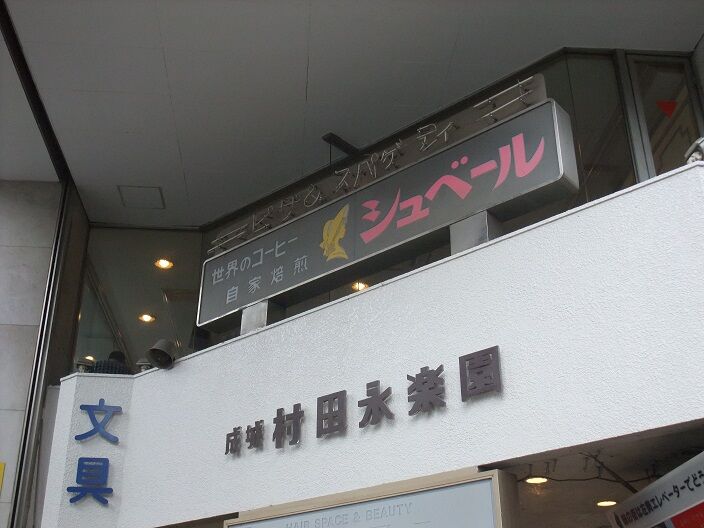 ピザ&スパゲティ
世界のコーヒー
自家焙煎
シュベール
成城 村田永楽園
文具
HAIR SPACE & BEAUTY